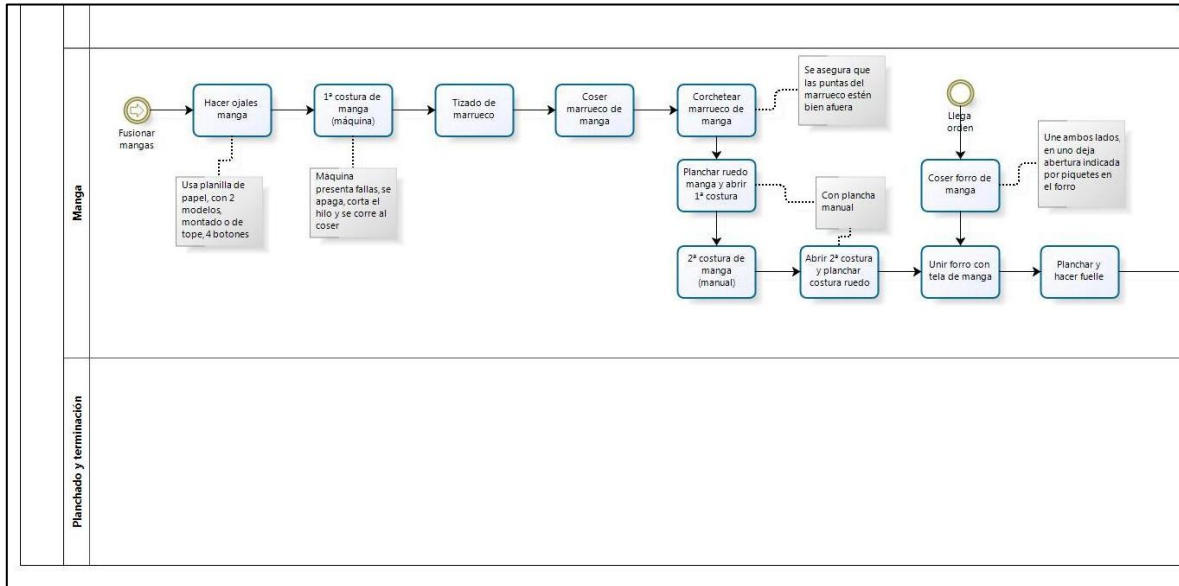 Manga
Fusionar
mangas
Hacer ojales
manga
Usa planilla de
papel, con 2
modelos,
montado o de
tope, 4 botones
1ª costura de
manga
(máquina)
Máquina
presenta fallas, se
apaga, corta el
hilo y se corre al
coser
Tizado de
marrueco
Coser
marrueco de
manga
Corchetear
marrueco de
manga
Se asegura que
las puntas del
marrueco estén
bien afuera
Planchar ruedo
manga y abrir
1ª costura
Con plancha
manual
2ª costura de
manga
(manual)
Abrir 2ª costura
y planchar
costura ruedo
Llega
orden
Coser forro de
manga
Une ambos lados,
en uno deja
abertura indicada
por piquetes en
el forro
Unir forro con
tela de manga
Planchar y
hacer fuelle
Planchado y terminación